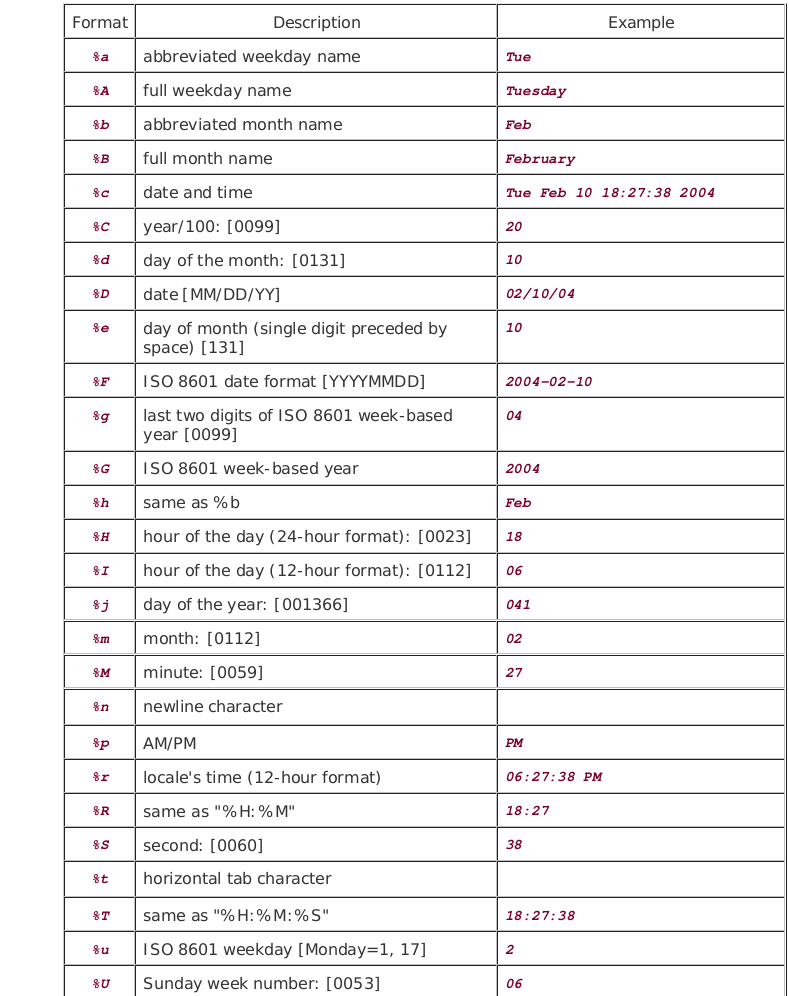 Format Description Example
%a abbreviated weekday name Tue
%A full weekday name Tuesday
%b abbreviated month name Feb
%B full month name February
%c date and time Tue Feb 10 18:27:38 2004
%C year/100: [0099] 20
%d day of the month: [0131] 10
%D date [MM/DD/YY] 02/10/04
%e day of month (single digit preceded by 10
space) [131]
%F ISO 8601 date format [YYYYMMDD] 2004-02-10
%g last two digits of ISO 8601 week-based 04
year [0099]
%G ISO 8601 week-based year 2004
%h same as %b Feb
%H hour of the day (24-hour format): [0023] 18
%I hour of the day (12-hour format): [0112] 06
%j day of the year: [001366] 041
%m month: [0112] 02
%M minute: [0059] 27
%n newline character
%p AM/PM PM
%r locale's time (12-hour format) 06:27:38 PM
%R same as "%H:%M" 18:27
%S second: [0060] 38
%t horizontal tab character
%T same as "%H:%M:%S" 18:27:38
%u ISO 8601 weekday [Monday=1, 17] 2
%U Sunday week number: [0053] 06